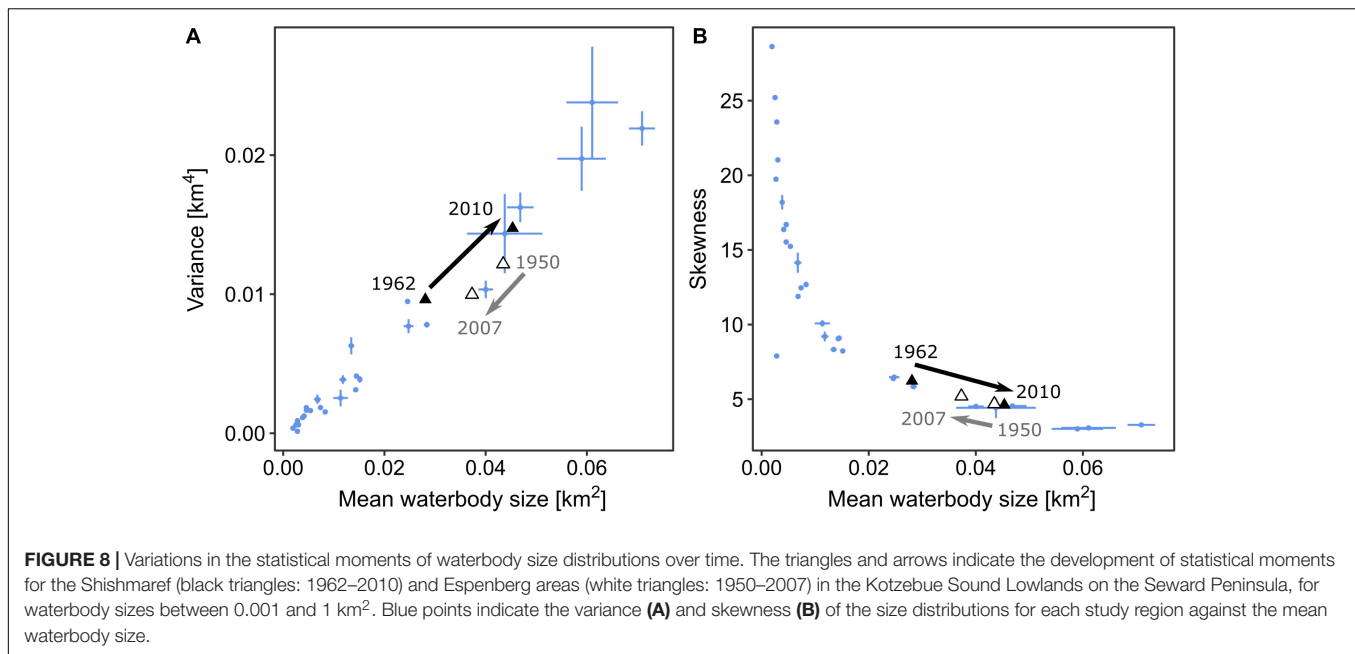 A
B
Variance [km4]
0.02
0.01
0.00
2010
1962
1950
2007
0.00 0.02 0.04 0.06
Mean waterbody size [km2]
Skewness
25
20
15
10
5
1962
2010
2007
1950
0.00 0.02 0.04 0.06
Mean waterbody size [km2]
FIGURE 8 | Variations in the statistical moments of waterbody size distributions over time. The triangles and arrows indicate the development of statistical moments
for the Shishmaref (black triangles: 1962–2010) and Espenberg areas (white triangles: 1950–2007) in the Kotzebue Sound Lowlands on the Seward Peninsula, for
waterbody sizes between 0.001 and 1 km2. Blue points indicate the variance (A) and skewness (B) of the size distributions for each study region against the mean
waterbody size.